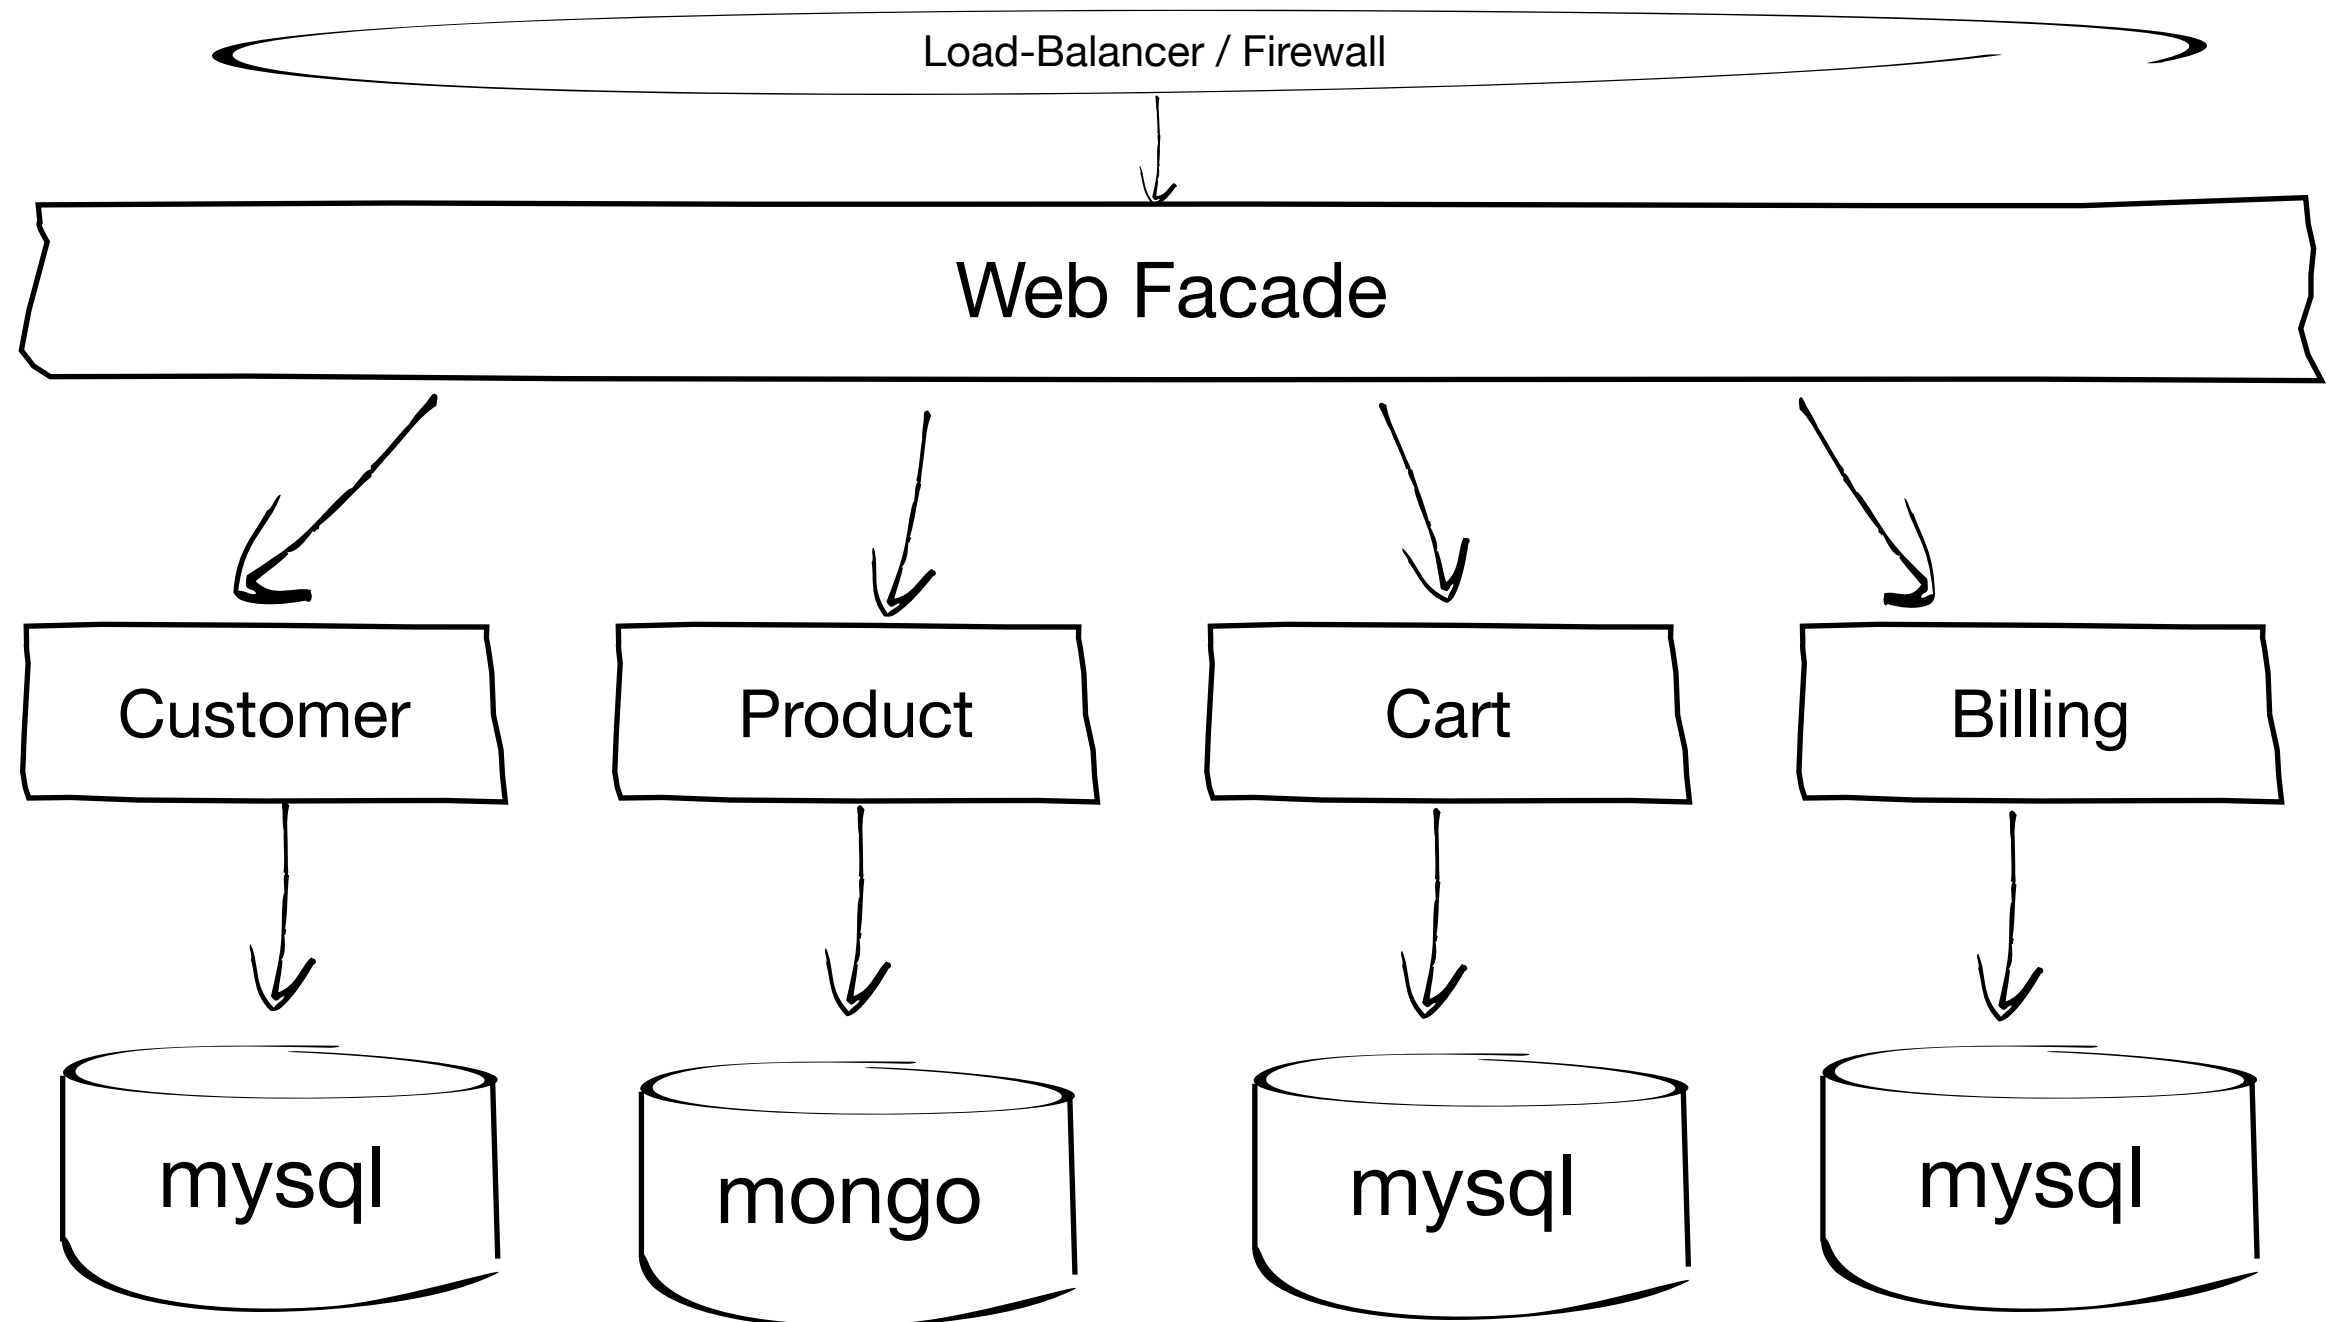 Load-Balancer / Firewall
Web Facade
Customer
Product
Cart
Billing
mysql
mongo
mysql
mysql